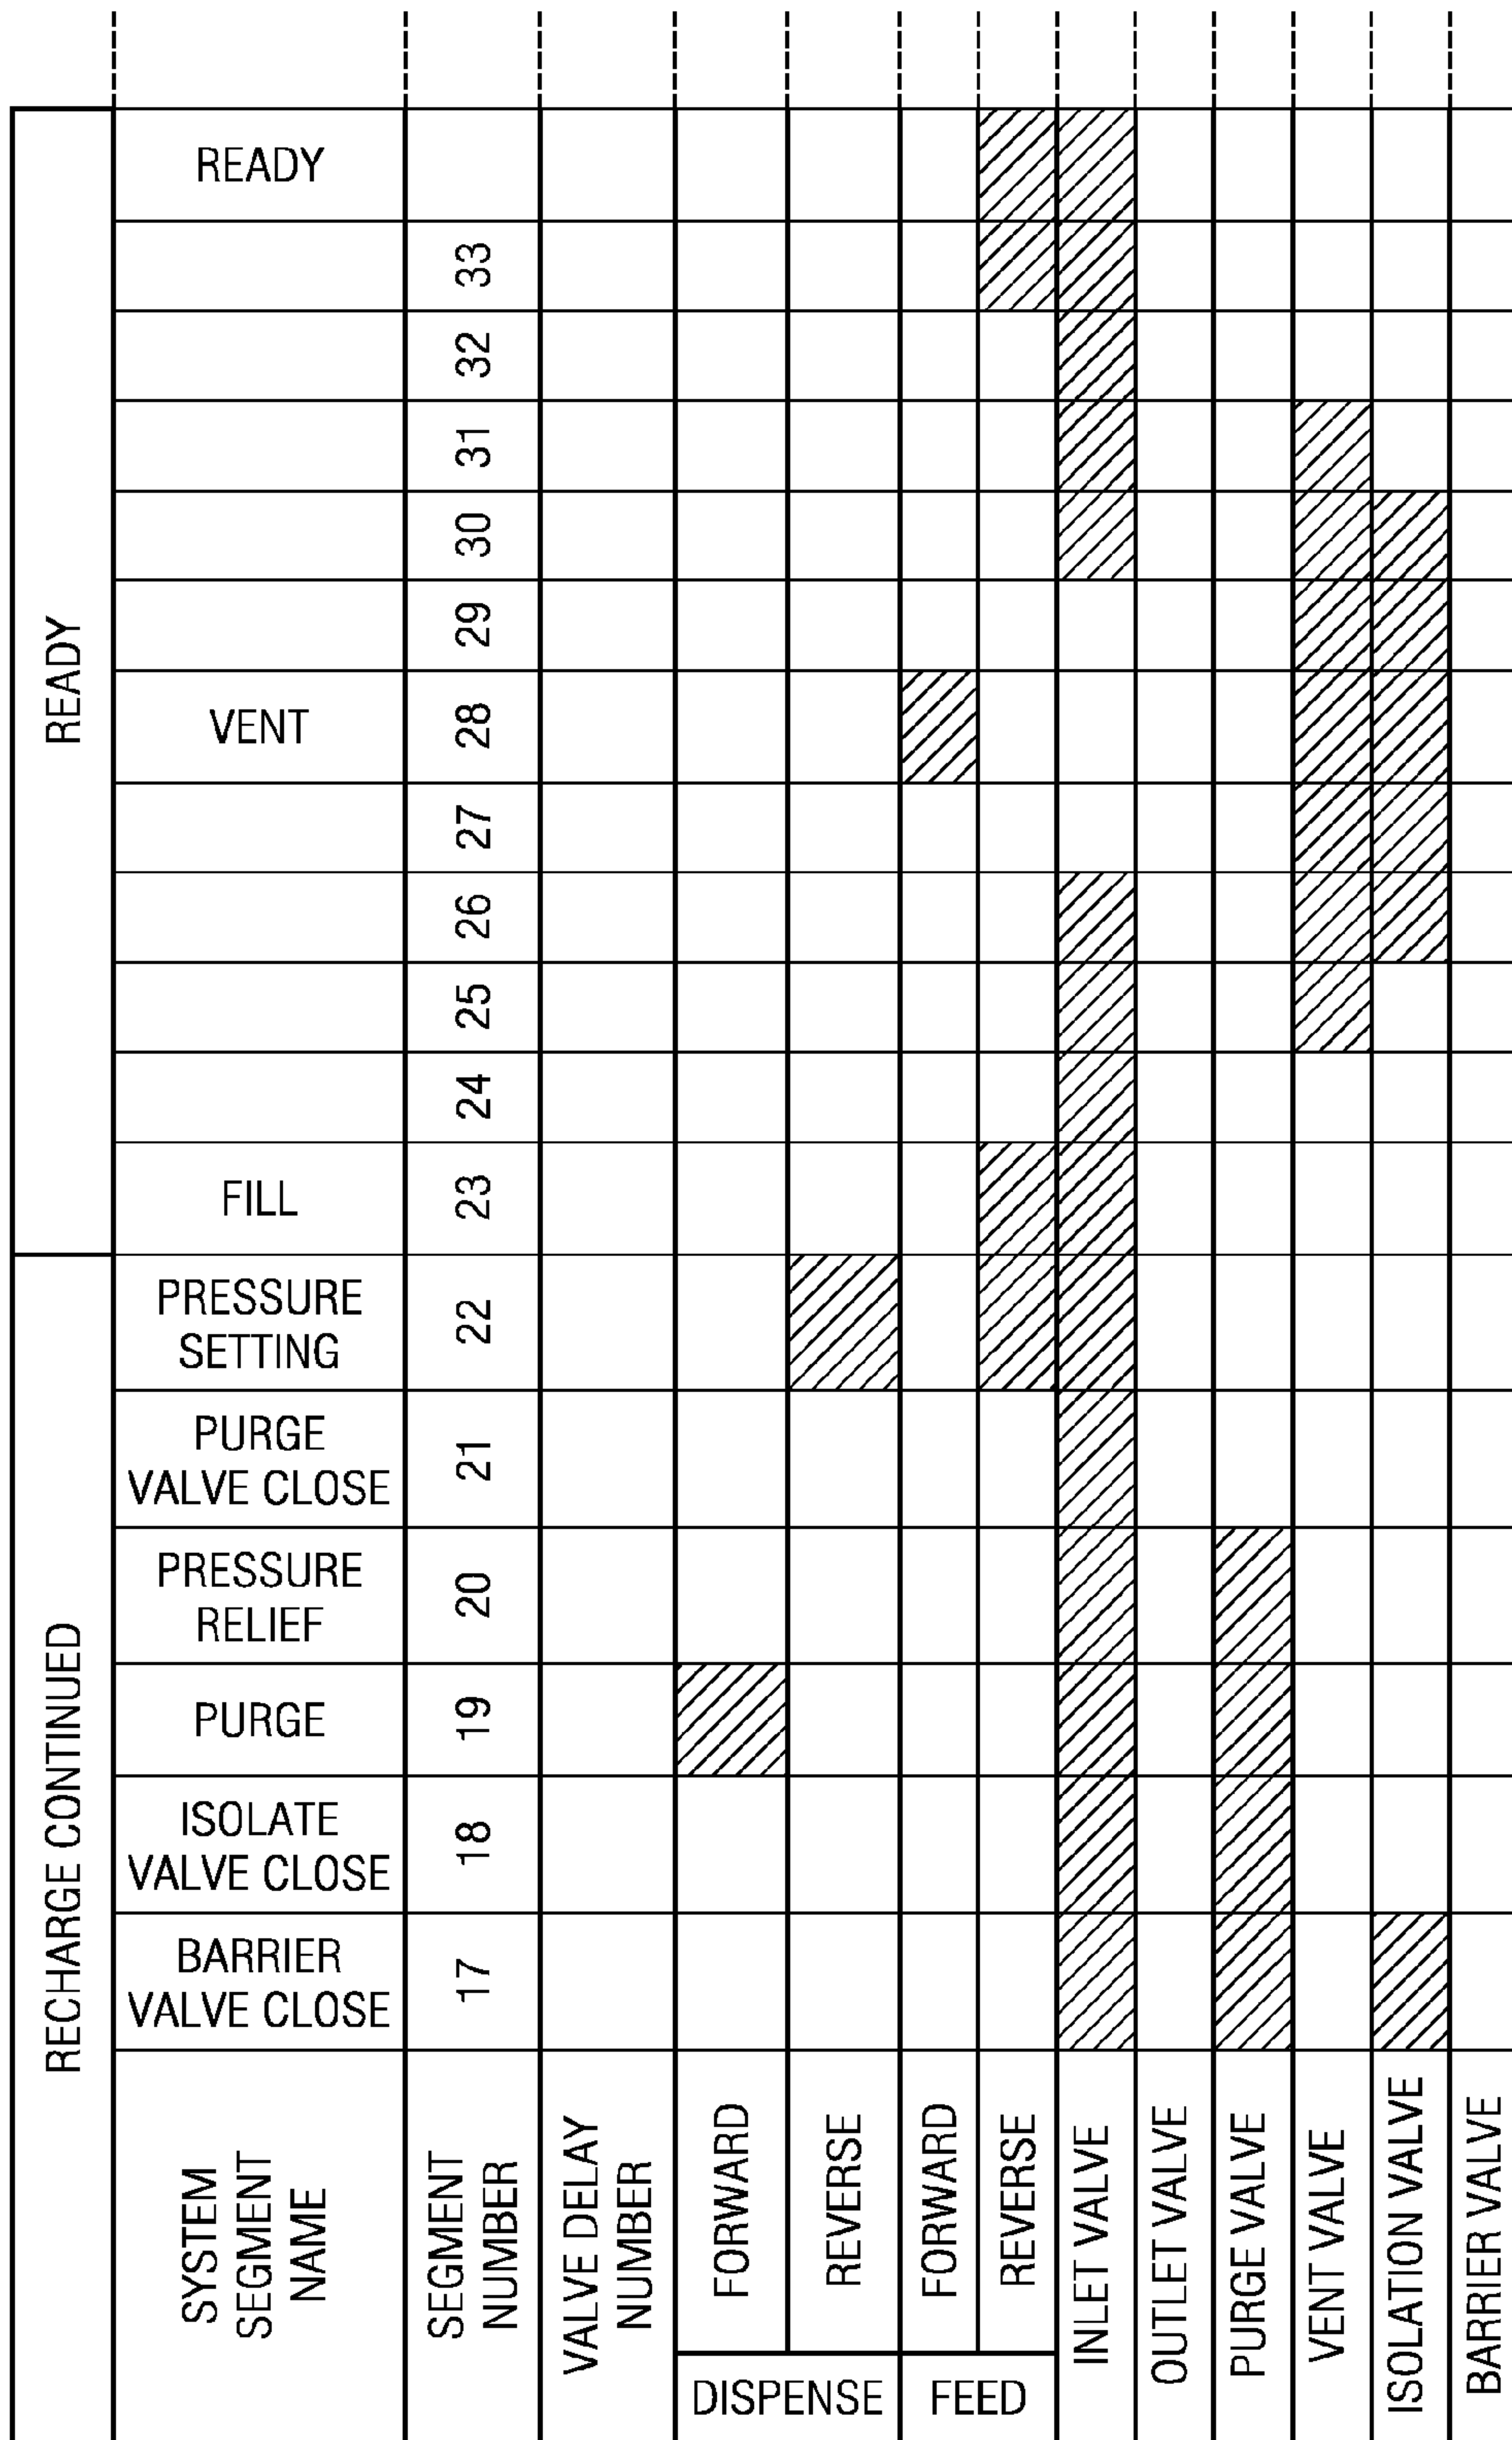 READY
READY
33
32
31
30
29
VENT
28
27
26
25
24
FILL
23
RECHARGE CONTINUED
PRESSURE
SETTING
22
PURGE
VALVE CLOSE
21
PRESSURE
RELIEF
20
PURGE
19
ISOLATE
VALVE CLOSE
18
BARRIER
VALVE CLOSE
17
SYSTEM
SEGMENT
NAME
SEGMENT
NUMBER
VALVE DELAY
NUMBER
FORWARD
REVERSE
FORWARD
REVERSE
DISPENSE
FEED
INLET VALVE
OUTLET VALVE
PURGE VALVE
VENT VALVE
ISOLATION VALVE
BARRIER VALVE